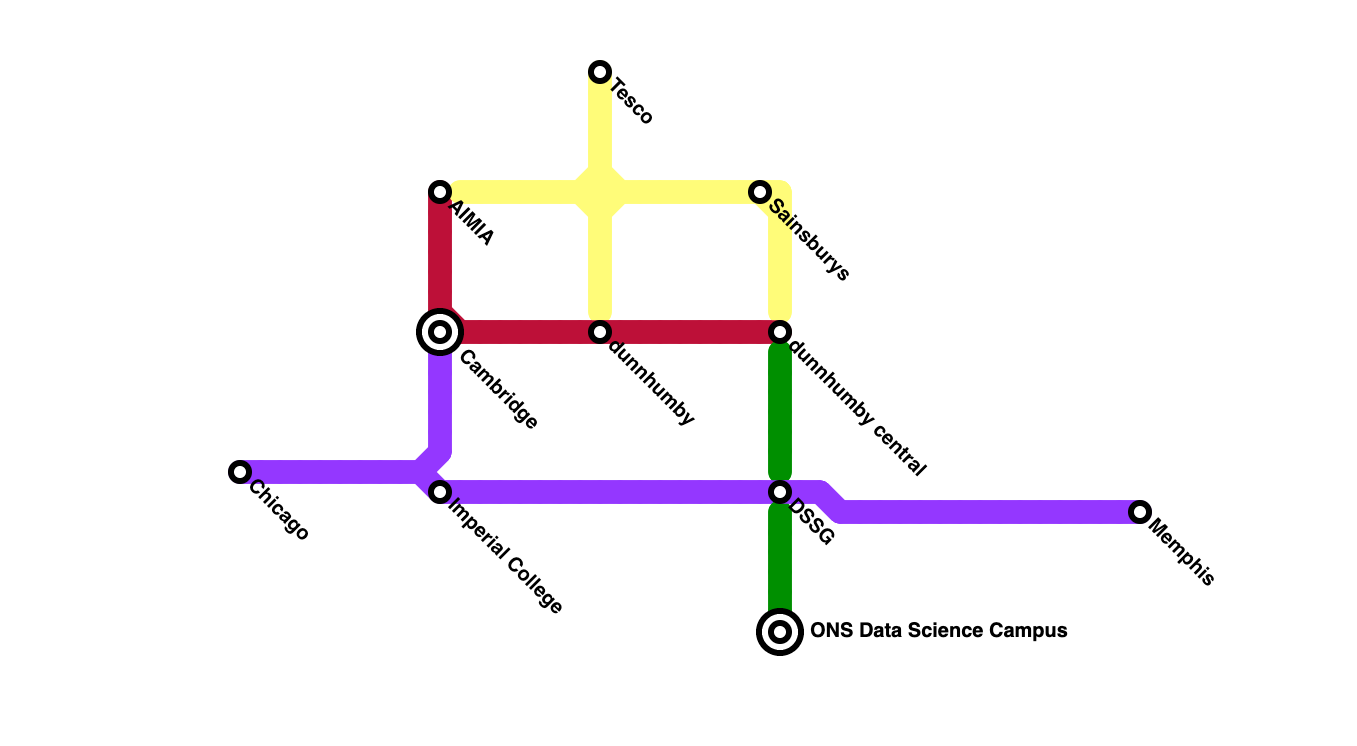 Tesco
AIMIA
Sainsburys
Cambridge
dunnhumby
dunnhumby central
Chicago
Imperial College
DSSG
Memphis
ONS Data Science Campus